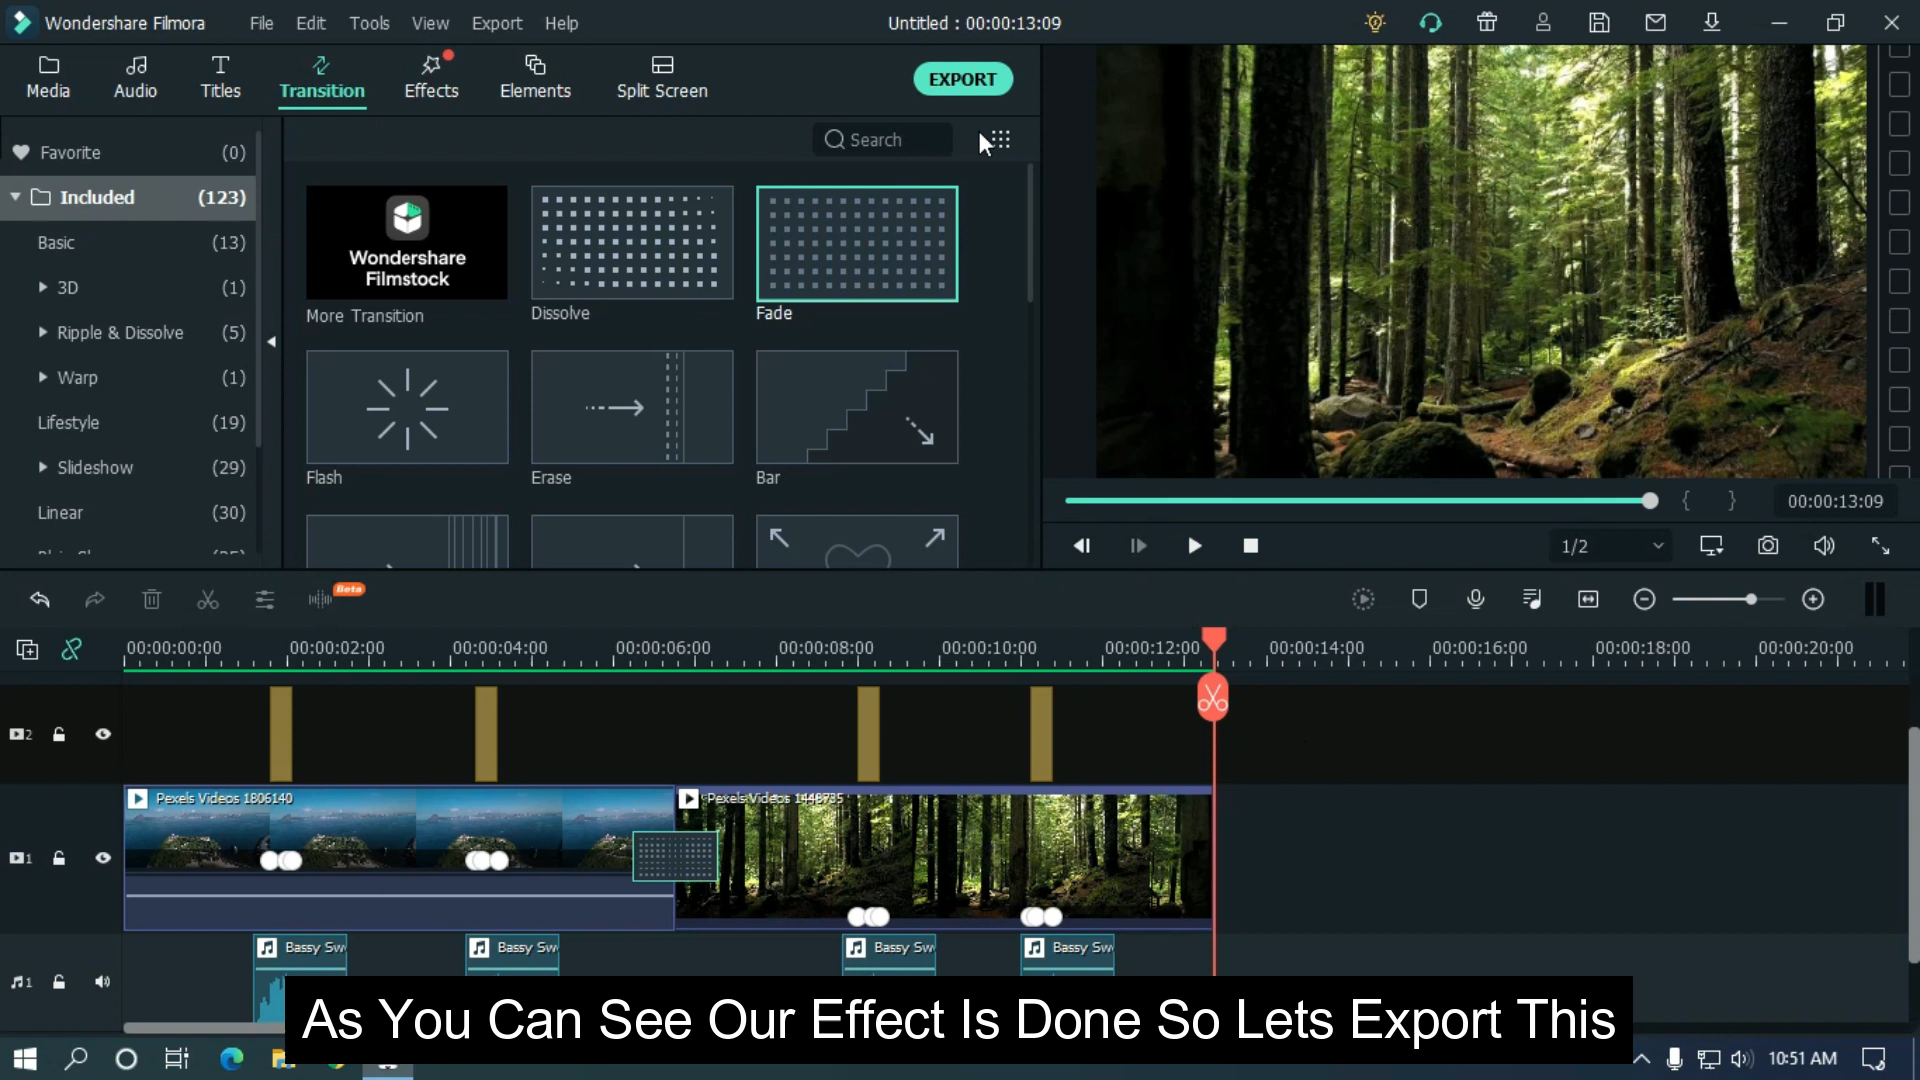 Wondershare Filmora File Edit Tools View Export Help Untitled : 00:00:13:09
Media Audio Titles Transition Effects Elements Split Screen EXPORT
Favorite (0) Search
Included (123)
Basic (13)
3D (1)
Ripple & Dissolve (5)
Warp (1)
Lifestyle (19)
Slideshow (29)
Linear (30)
Wondershare
Filmstock
More Transition Dissolve Fade
Flash Erase Bar
00:00:13:09
1/2
Beta
00:00:00:00 00:00:02:00 00:00:04:00 00:00:06:00 00:00:08:00 00:00:10:00 00:00:12:00 00:00:14:00 00:00:16:00 00:00:18:00 00:00:20:00
2
Pexels Videos 1806140 Pexels Videos 1448735
1
Bassy Sw Bassy Sw Bassy Sw Bassy Sw
1
As You Can See Our Effect Is Done So Lets Export This
10:51 AM